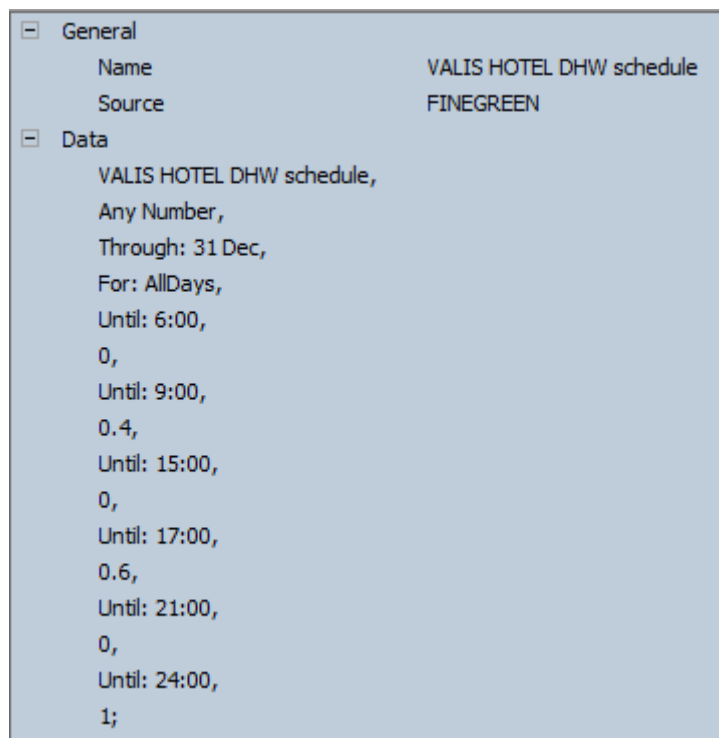 General
Name VALIS HOTEL DHW schedule
Source FINEGREEN
Data
VALIS HOTEL DHW schedule,
Any Number,
Through: 31 Dec,
For: AllDays,
Until: 6:00,
0,
Until: 9:00,
0.4,
Until: 15:00,
0,
Until: 17:00,
0.6,
Until: 21:00,
0,
Until: 24:00,
1;